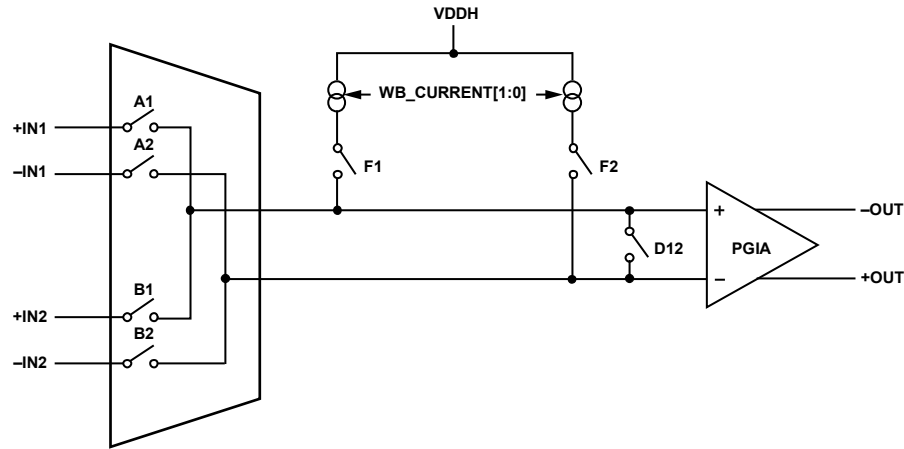 VDDH
WB_CURRENT[1:0]
A1
+IN1
A2
–IN1
F1
F2
+
–OUT
D12
PGIA
–
+OUT
B1
+IN2
B2
–IN2